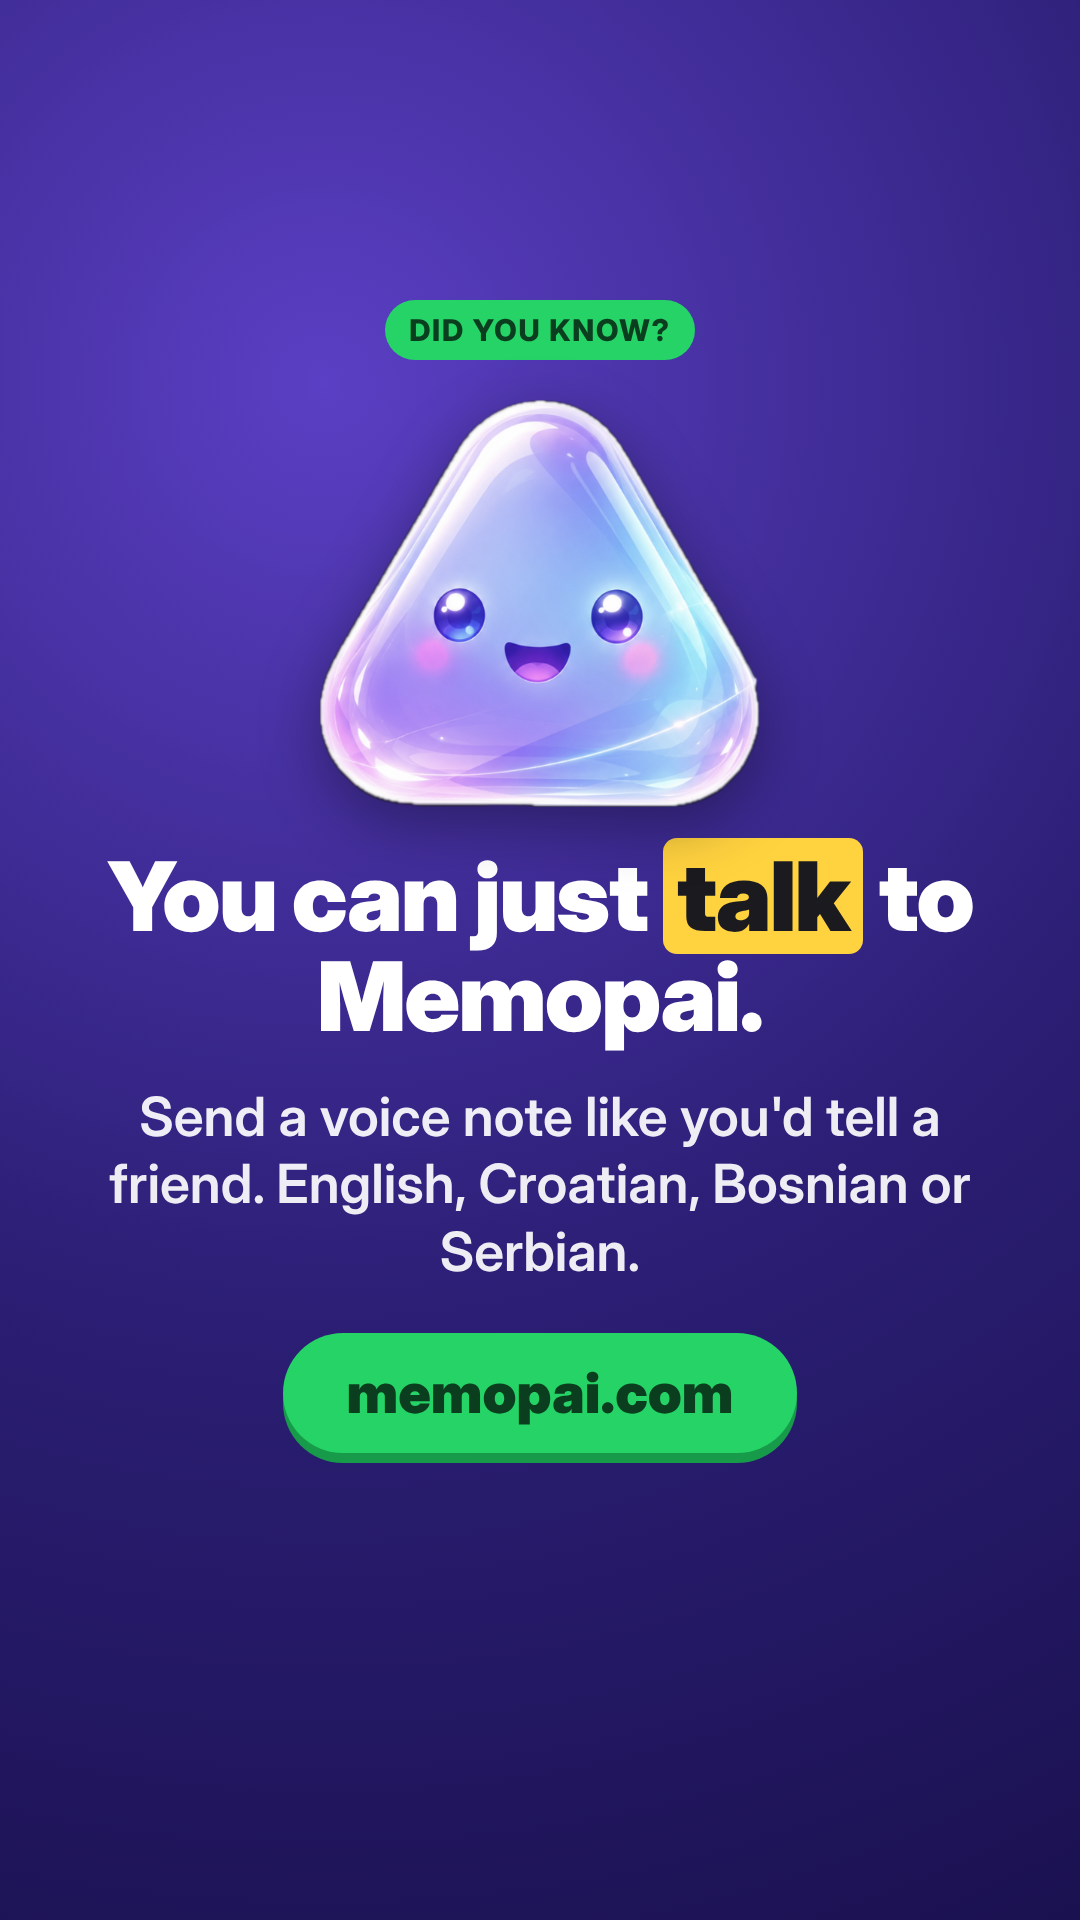 DID YOU KNOW?
You can just talk to
Memopai.
Send a voice note like you'd tell a
friend. English, Croatian, Bosnian or
Serbian.
memopai.com